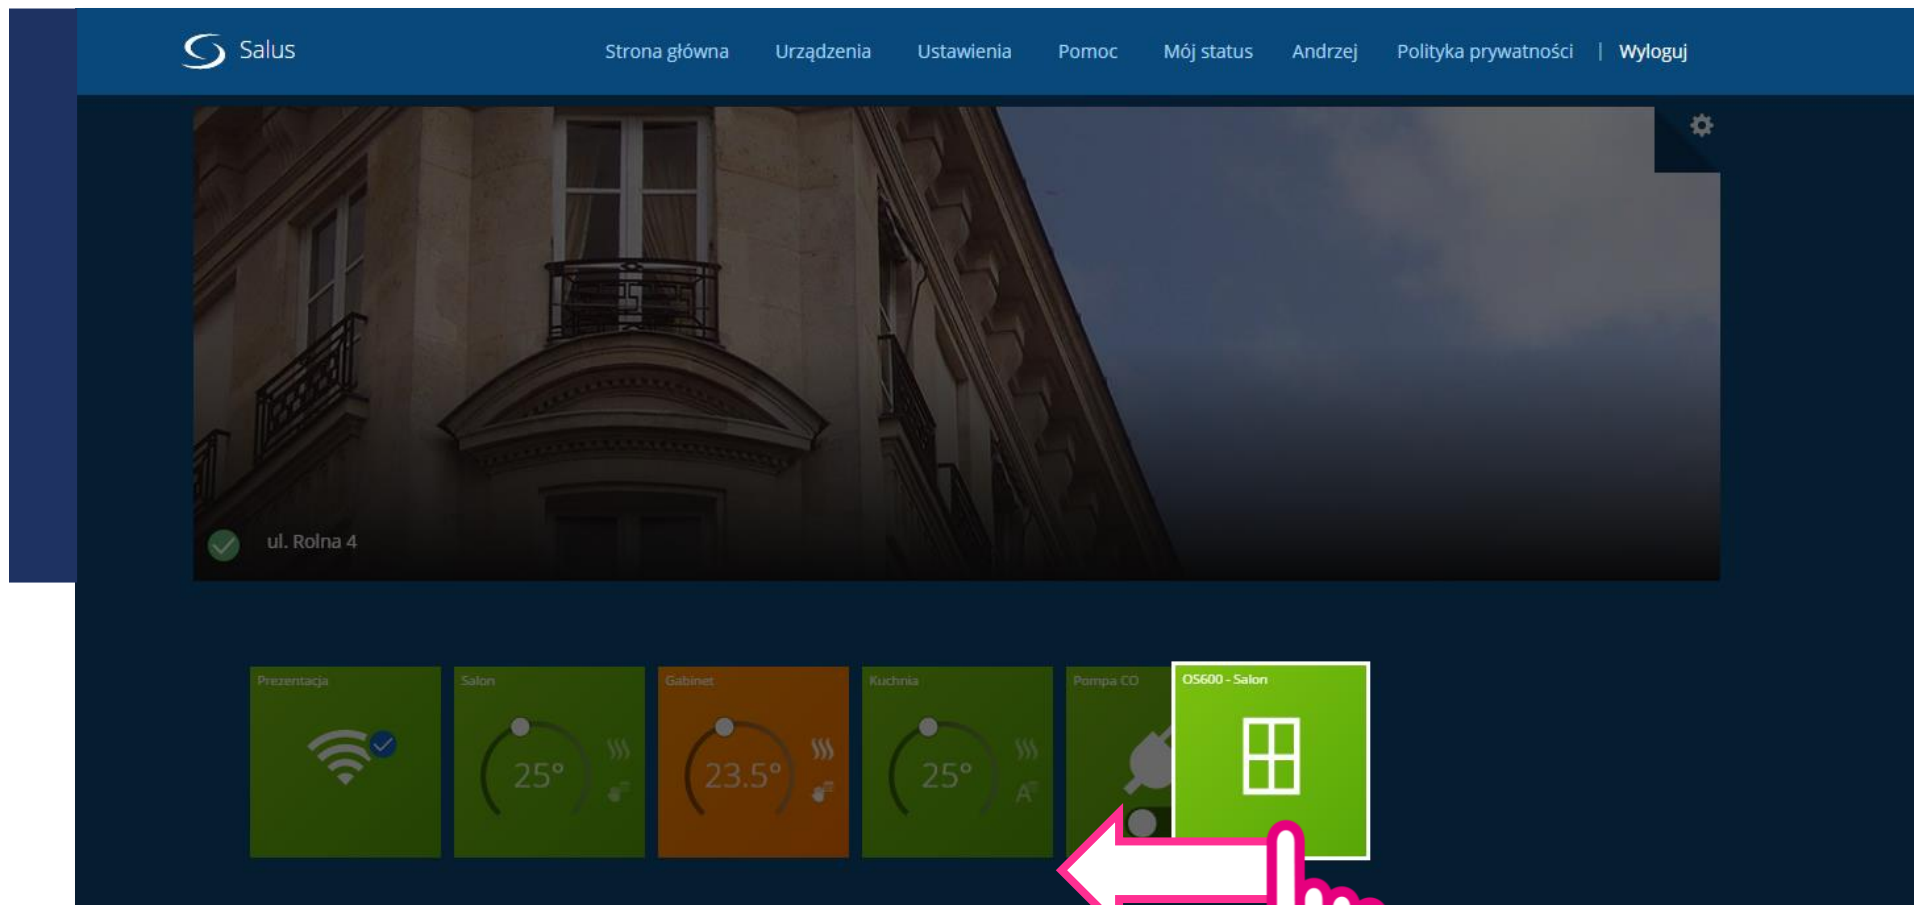 Salus Strona główna Urządzenia Ustawienia Pomoc Mój status Andrzej Polityka prywatności | Wyloguj
ul. Rolna 4
Prezentacja Salon Gabinet Kuchnia Pompa CO OS600 - Salon
25° 23.5° 25° A